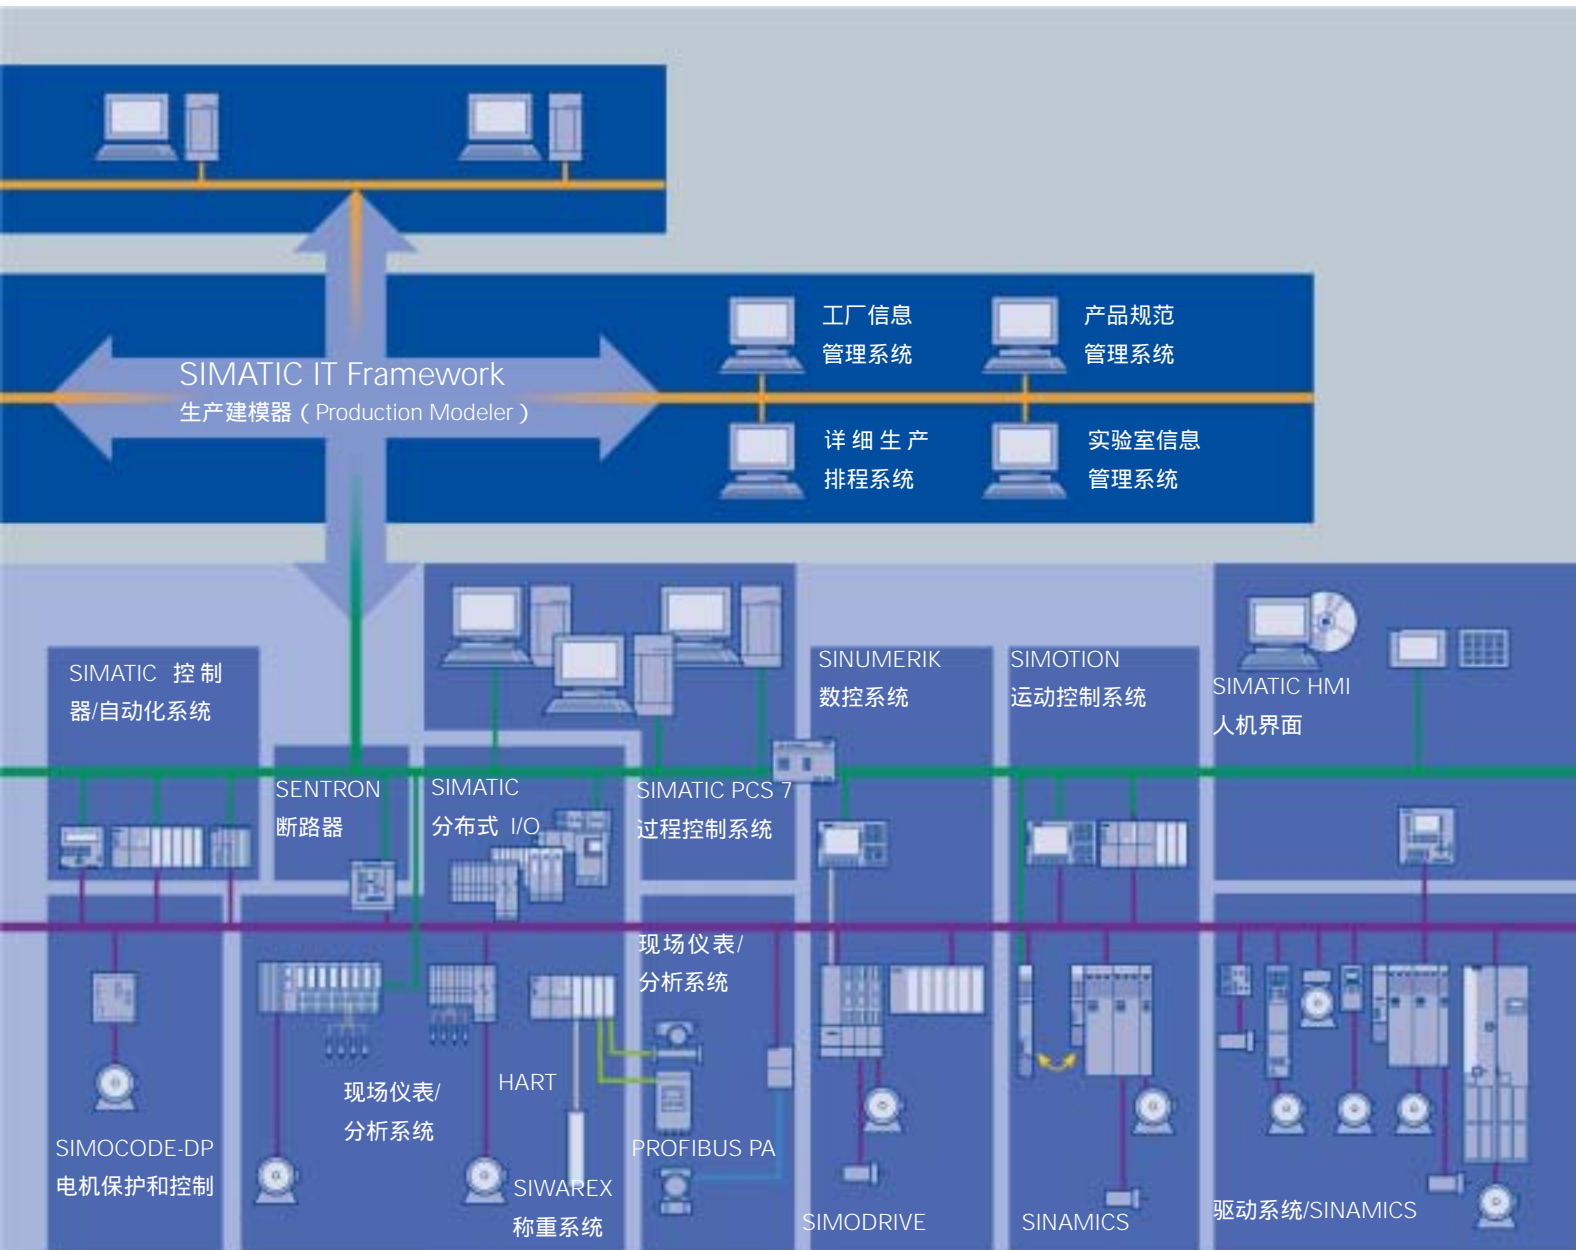 SIMATIC IT Framework
生产建模器（Production Modeler）
工厂信息
管理系统
产品规范
管理系统
详细生产
排程系统
实验室信息
管理系统
SIMATIC 控制
器/自动化系统
SENTRON
断路器
SIMATIC
分布式 I/O
SIMATIC PCS 7
过程控制系统
SINUMERIK
数控系统
SIMOTION
运动控制系统
SIMATIC HMI
人机界面
现场仪表/
分析系统
现场仪表/
分析系统
HART
SIMOCODE-DP
电机保护和控制
PROFIBUS PA
SIWAREX
称重系统
SIMODRIVE
SINAMICS
驱动系统/SINAMICS